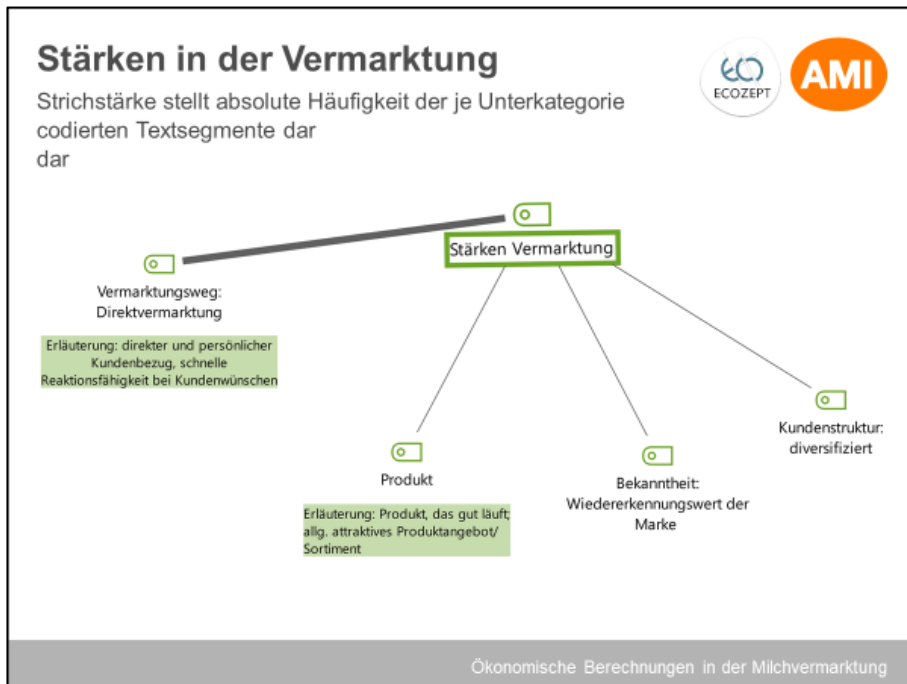 Stärken in der Vermarktung
Strichstärke stellt absolute Häufigkeit der je Unterkategorie
codierten Textsegmente dar
dar
ECO
ECOZEPT
AMI
Stärken Vermarktung
Vermarktungsweg:
Direktvermarktung
Erläuterung: direkter und persönlicher
Kundenbezug, schnelle
Reaktionsfähigkeit bei Kundenwünschen
Kundenstruktur:
diversifiziert
Produkt
Erläuterung: Produkt, das gut läuft;
allg. attraktives Produktangebot/
Sortiment
Bekanntheit:
Wiedererkennungswert der
Marke
Ökonomische Berechnungen in der Milchvermarktung